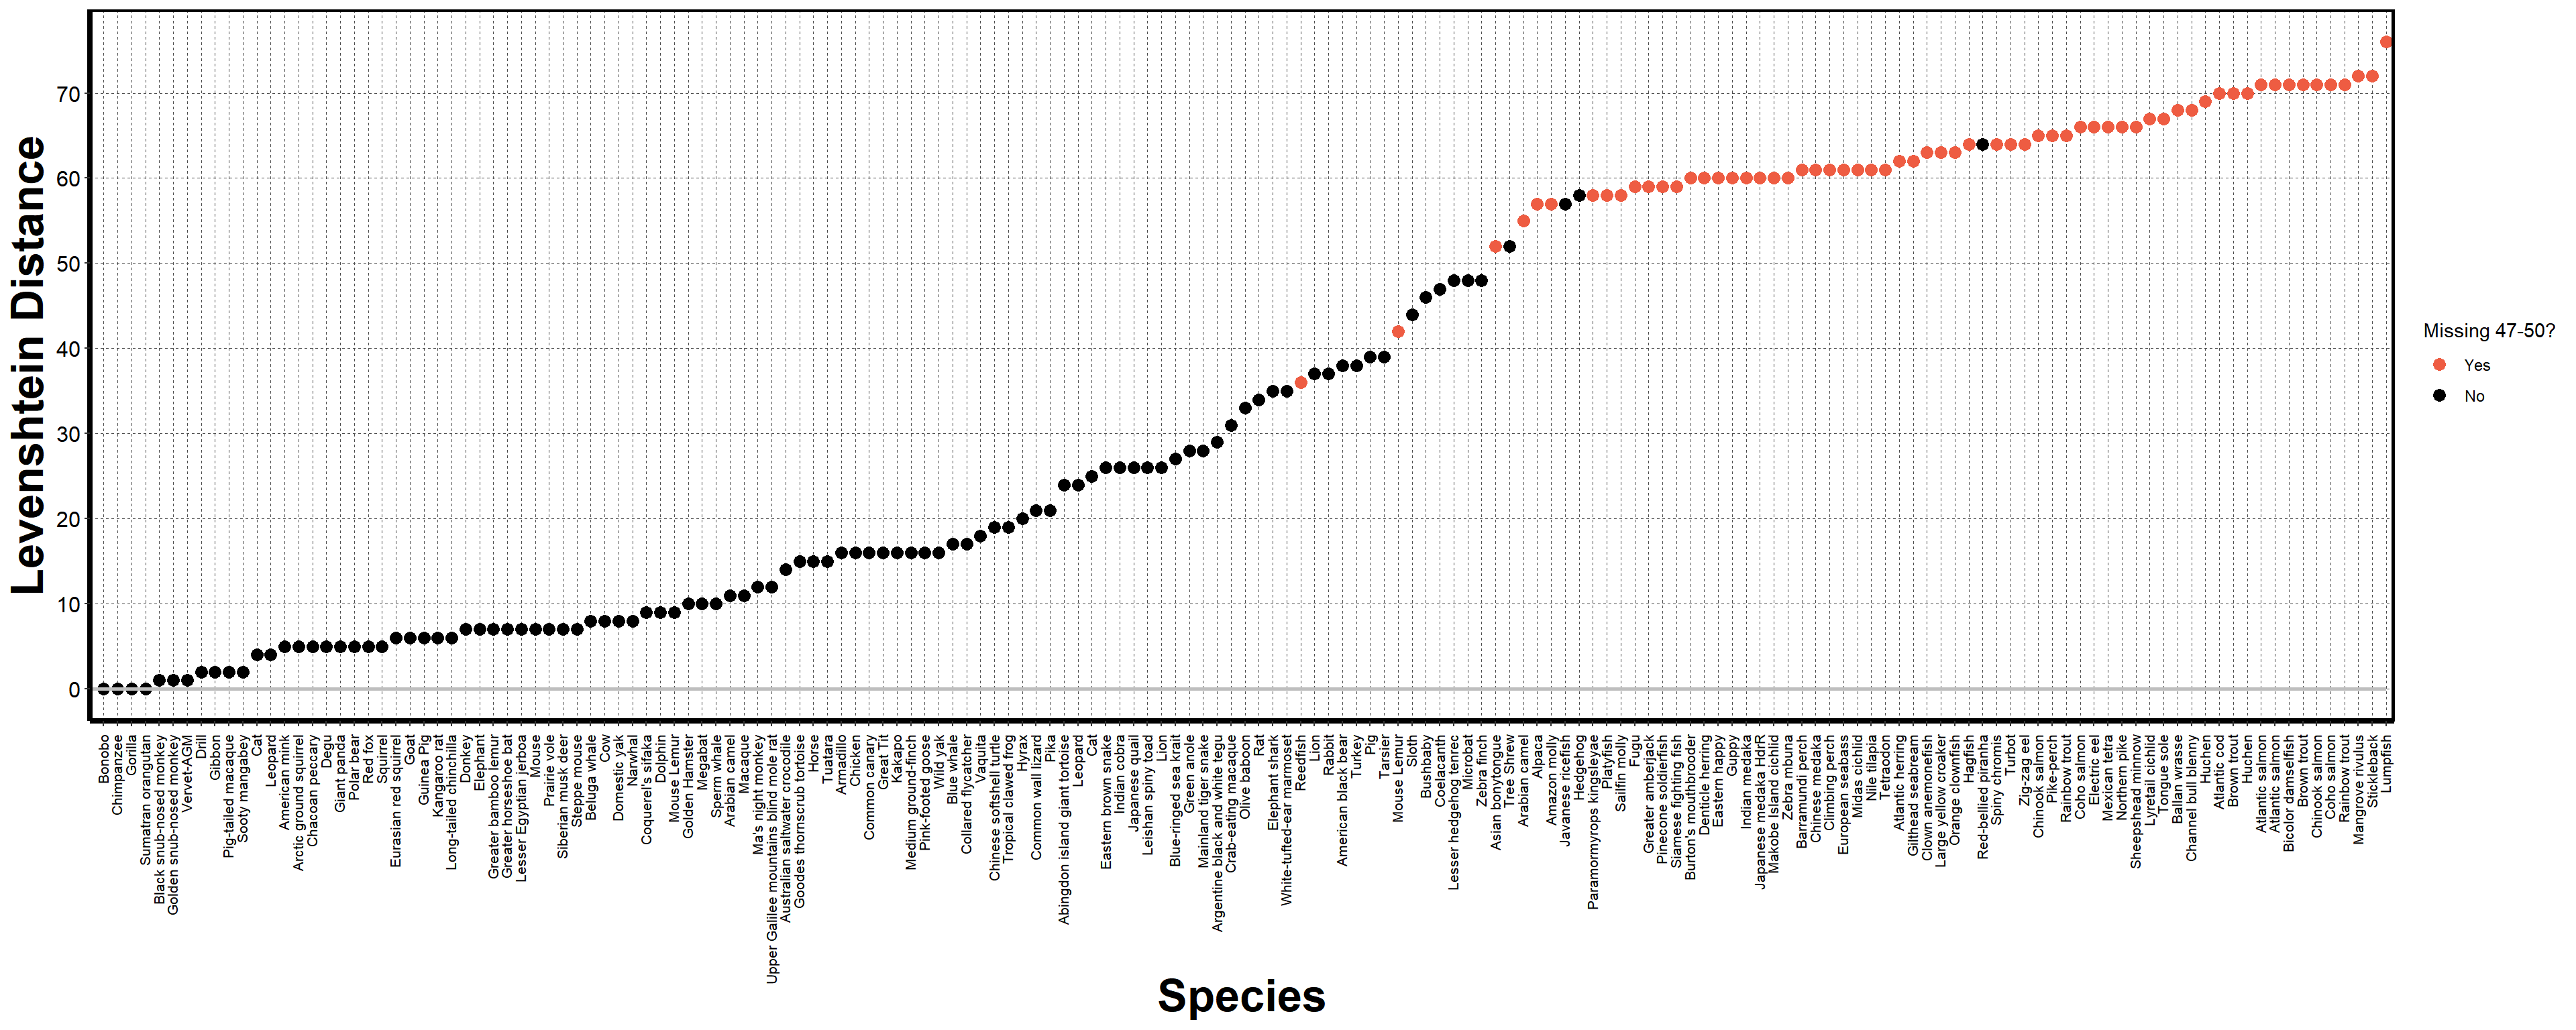 Levenshtein Distance
70
60
50
40
30
20
10
0
Missing 47-50?
Yes
No
Bonobo
Chimpanzee
Gorilla
Sumatran orangutan
Black snub-nosed monkey
Golden snub-nosed monkey
Vervet-AGM
Drill
Gibbon
Pig-tailed macaque
Sooty mangabey
Cat
Leopard
American mink
Arctic ground squirrel
Chacoan peccary
Degu
Giant panda
Polar bear
Red fox
Squirrel
Eurasian red squirrel
Goat
Guinea Pig
Kangaroo rat
Long-tailed chinchilla
Donkey
Elephant
Greater bamboo lemur
Greater horseshoe bat
Lesser Egyptian jerboa
Mouse
Prairie vole
Siberian musk deer
Steppe mouse
Beluga whale
Cow
Domestic yak
Narwhal
Coquerel's sifaka
Dolphin
Mouse Lemur
Golden Hamster
Megabat
Sperm whale
Arabian camel
Macaque
Ma's night monkey
Upper Galilee mountains blind mole rat
Australian saltwater crocodile
Goodes thornscrub tortoise
Horse
Tuatara
Armadillo
Chicken
Common canary
Great Tit
Kakapo
Medium ground-finch
Pink-footed goose
Wild yak
Blue whale
Collared flycatcher
Vaquita
Chinese softshell turtle
Tropical clawed frog
Hyrax
Common wall lizard
Pika
Abingdon island giant tortoise
Leopard
Cat
Eastern brown snake
Indian cobra
Japanese quail
Leishan spiny toad
Lion
Blue-ringed sea krait
Green anole
Mainland tiger snake
Argentine black and white tegu
Crab-eating macaque
Olive baboon
Rat
Elephant shark
White-tufted-ear marmoset
Reedfish
Lion
Rabbit
American black bear
Turkey
Pig
Tarsier
Mouse Lemur
Sloth
Bushbaby
Coelacanth
Lesser hedgehog tenrec
Microbat
Zebra finch
Asian bonytongue
Tree Shrew
Arabian camel
Alpaca
Amazon molly
Javanese ricefish
Hedgehog
Paramormyrops kingsleyae
Platyfish
Sailfin molly
Fugu
Greater amberjack
Pinecone soldierfish
Siamese fighting fish
Burton's mouthbrooder
Denticle herring
Eastern happy
Guppy
Indian medaka
Japanese medaka HdrR
Makobe Island cichlid
Zebra mbuna
Barramundi perch
Chinese medaka
Climbing perch
European seabass
Midas cichlid
Nile tilapia
Tetraodon
Atlantic herring
Gilthead seabream
Clown anemonefish
Large yellow croaker
Orange clownfish
Hagfish
Red-bellied piranha
Spiny chromis
Turbot
Zig-zag eel
Chinook salmon
Pike-perch
Rainbow trout
Coho salmon
Electric eel
Mexican tetra
Northern pike
Sheepshead minnow
Lyretail cichlid
Tongue sole
Ballan wrasse
Channel bull blenny
Huchen
Atlantic cod
Brown trout
Huchen
Atlantic salmon
Atlantic salmon
Bicolor damselfish
Brown trout
Chinook salmon
Coho salmon
Rainbow trout
Mangrove rivulus
Stickleback
Lumpfish
Species